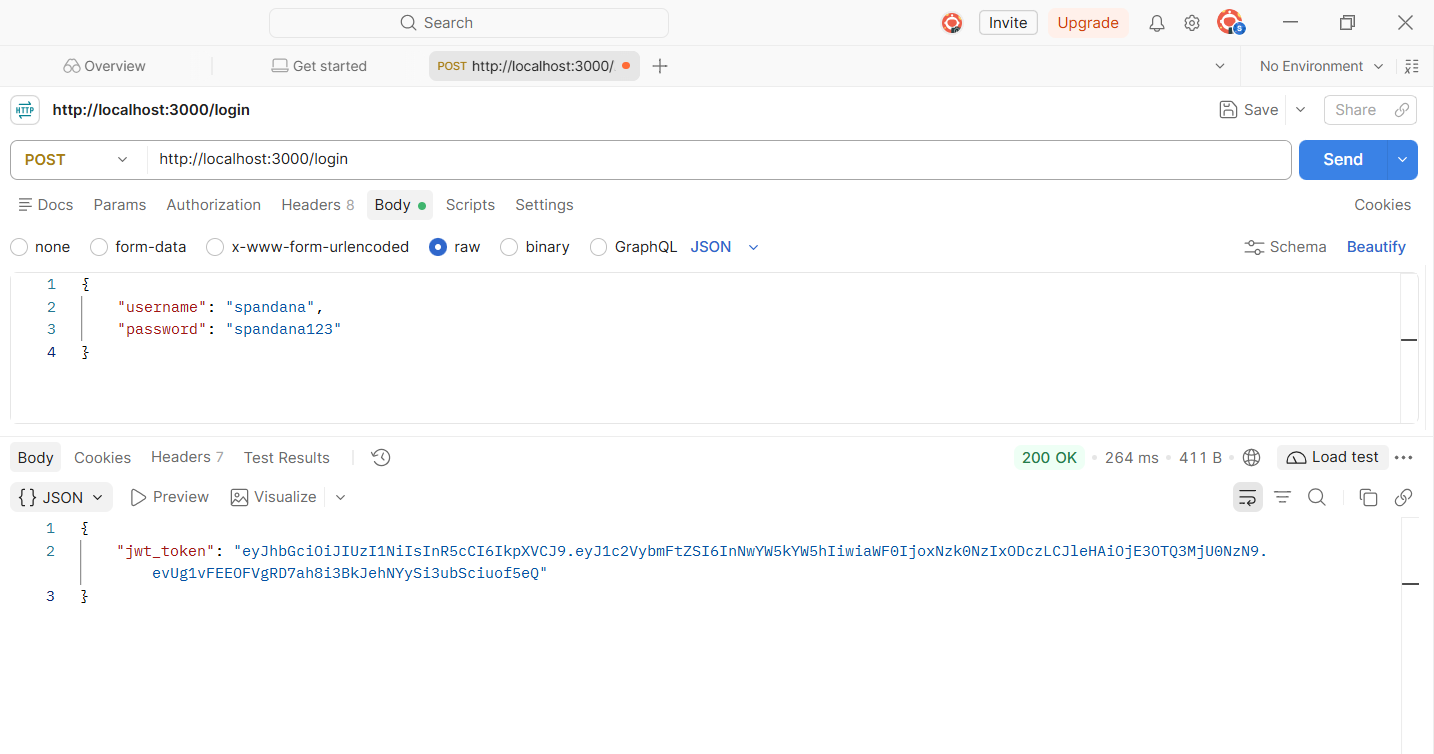 Search
Invite
Upgrade
Overview
Get started
POST http://localhost:3000/
No Environment
HTTP
http://localhost:3000/login
Save
Share
POST
http://localhost:3000/login
Send
Docs
Params
Authorization
Headers 8
Body
Scripts
Settings
Cookies
none
form-data
x-www-form-urlencoded
raw
binary
GraphQL
JSON
Schema
Beautify
1 {
2 "username": "spandana",
3 "password": "spandana123"
4 }
Body
Cookies
Headers 7
Test Results
200 OK
264 ms
411 B
Load test
{} JSON
Preview
Visualize
1 {
2 "jwt_token": "eyJhbGciOiJIUzI1NiIsInR5cCI6IkpXVCJ9.eyJ1c2VybmFtZSI6InNwYW5kYW5hIiwiaWF0IjoxNzk0NzIxODczLCJleHAiOjE3OTQ3MjU0NzN9.
evUg1vFEEOFVgRD7ah8i3BkJehNYySi3ubSciuof5eQ"
3 }